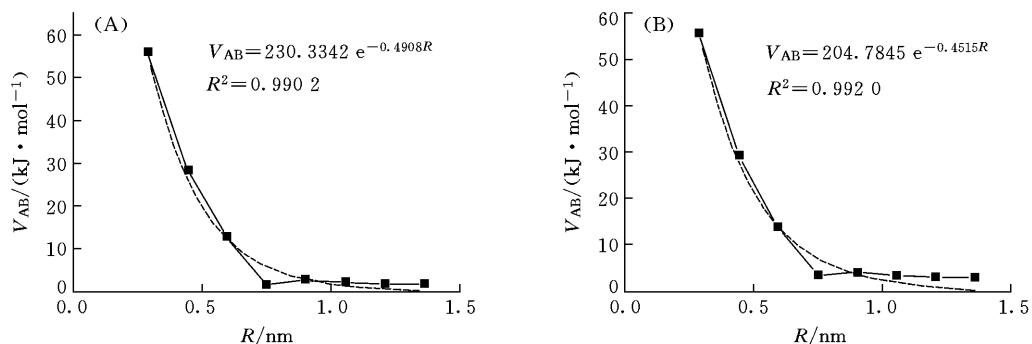 (A)
V_AB=230.3342 e^−0.4908R
R²=0.990 2
V_AB/(kJ·mol⁻¹)
60
50
40
30
20
10
0
0.0 0.5 1.0 1.5
R/nm
(B)
V_AB=204.7845 e^−0.4515R
R²=0.992 0
V_AB/(kJ·mol⁻¹)
60
50
40
30
20
10
0
0.0 0.5 1.0 1.5
R/nm